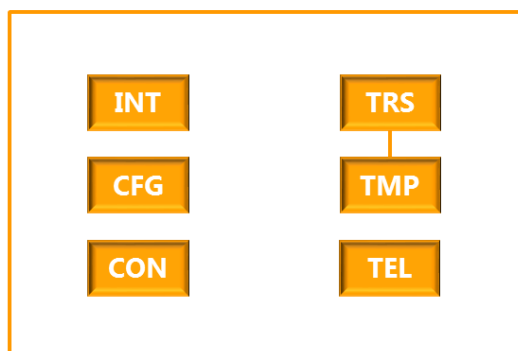 INT
TRS
CFG
TMP
CON
TEL